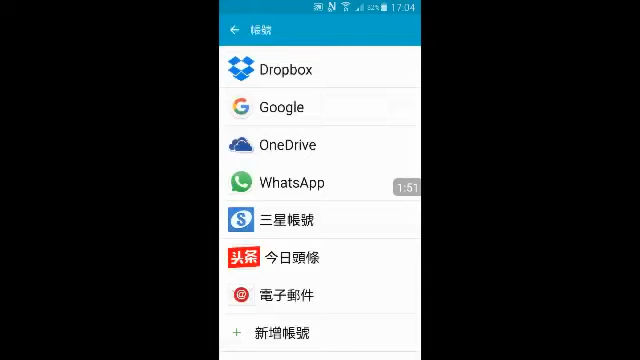 82% 17:04
帳號
Dropbox
Google
OneDrive
WhatsApp
1:51
三星帳號
头条 今日頭條
電子郵件
新增帳號